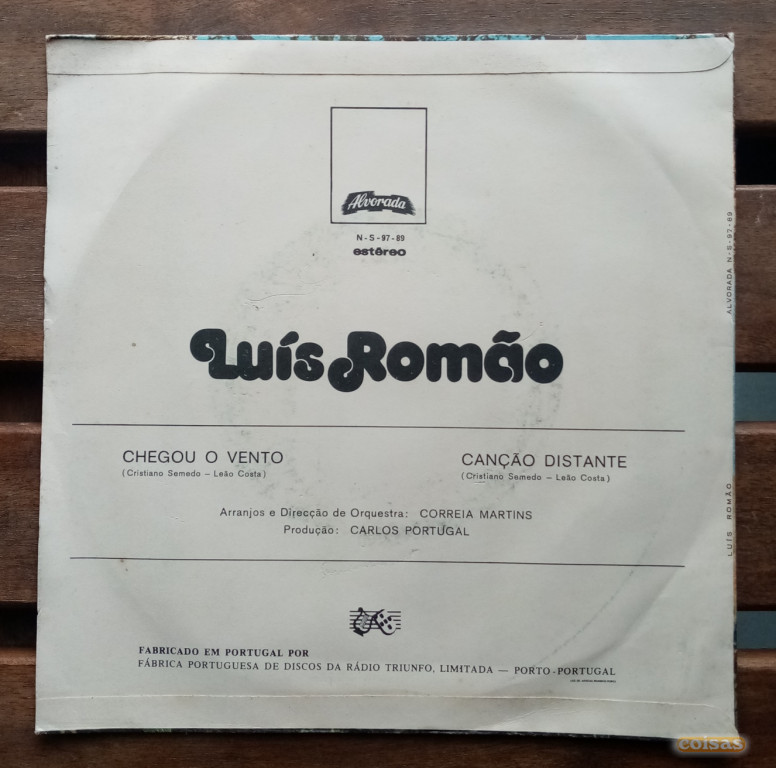 Alvorada
N-S-97-89
estéreo
Luís Romão
CHEGOU O VENTO
(Cristiano Semedo – Leão Costa)
CANÇÃO DISTANTE
(Cristiano Semedo – Leão Costa)
Arranjos e Direcção de Orquestra: CORREIA MARTINS
Produção: CARLOS PORTUGAL
FABRICADO EM PORTUGAL POR
FÁBRICA PORTUGUESA DE DISCOS DA RÁDIO TRIUNFO, LIMITADA — PORTO-PORTUGAL
ALVORADA N-S-97-89
LUÍS ROMÃO
coisas